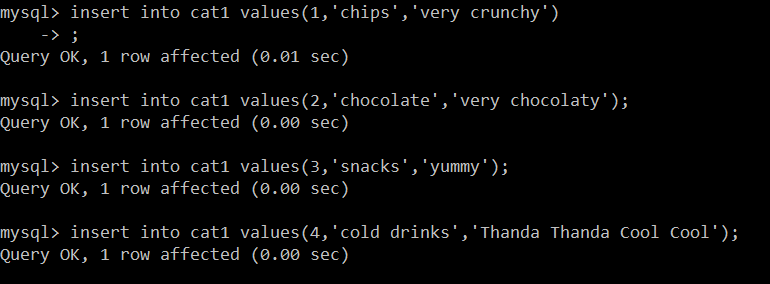 mysql> insert into cat1 values(1,'chips','very crunchy')
    -> ;
Query OK, 1 row affected (0.01 sec)
mysql> insert into cat1 values(2,'chocolate','very chocolaty');
Query OK, 1 row affected (0.00 sec)
mysql> insert into cat1 values(3,'snacks','yummy');
Query OK, 1 row affected (0.00 sec)
mysql> insert into cat1 values(4,'cold drinks','Thanda Thanda Cool Cool');
Query OK, 1 row affected (0.00 sec)